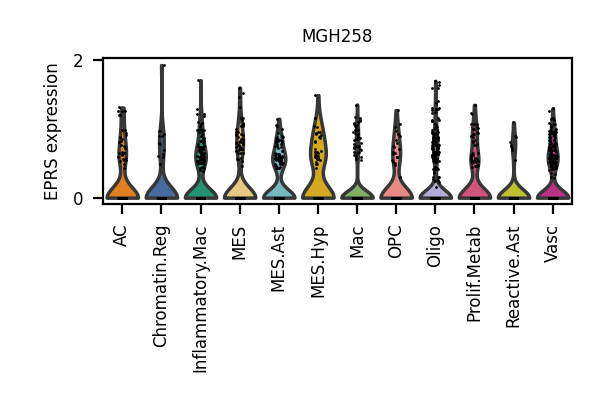 MGH258
EPRS expression
2
0
AC
Chromatin.Reg
Inflammatory.Mac
MES
MES.Ast
MES.Hyp
Mac
OPC
Oligo
Prolif.Metab
Reactive.Ast
Vasc